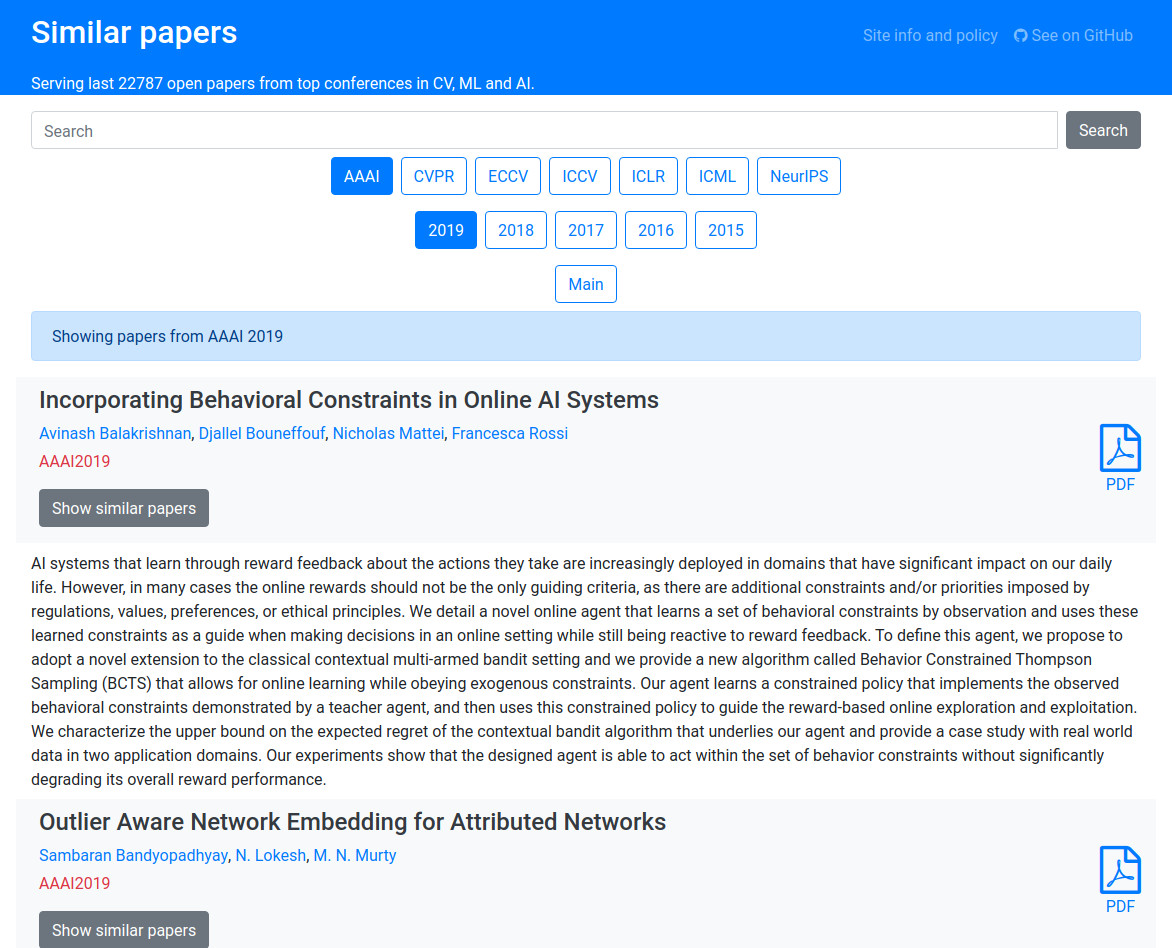 Similar papers
Site info and policy See on GitHub
Serving last 22787 open papers from top conferences in CV, ML and AI.
Search Search
AAAI CVPR ECCV ICCV ICLR ICML NeurIPS
2019 2018 2017 2016 2015
Main
Showing papers from AAAI 2019
Incorporating Behavioral Constraints in Online AI Systems
Avinash Balakrishnan, Djallel Bouneffouf, Nicholas Mattei, Francesca Rossi
AAAI2019
PDF
Show similar papers
AI systems that learn through reward feedback about the actions they take are increasingly deployed in domains that have significant impact on our daily
life. However, in many cases the online rewards should not be the only guiding criteria, as there are additional constraints and/or priorities imposed by
regulations, values, preferences, or ethical principles. We detail a novel online agent that learns a set of behavioral constraints by observation and uses these
learned constraints as a guide when making decisions in an online setting while still being reactive to reward feedback. To define this agent, we propose to
adopt a novel extension to the classical contextual multi-armed bandit setting and we provide a new algorithm called Behavior Constrained Thompson
Sampling (BCTS) that allows for online learning while obeying exogenous constraints. Our agent learns a constrained policy that implements the observed
behavioral constraints demonstrated by a teacher agent, and then uses this constrained policy to guide the reward-based online exploration and exploitation.
We characterize the upper bound on the expected regret of the contextual bandit algorithm that underlies our agent and provide a case study with real world
data in two application domains. Our experiments show that the designed agent is able to act within the set of behavior constraints without significantly
degrading its overall reward performance.
Outlier Aware Network Embedding for Attributed Networks
Sambaran Bandyopadhyay, N. Lokesh, M. N. Murty
AAAI2019
PDF
Show similar papers